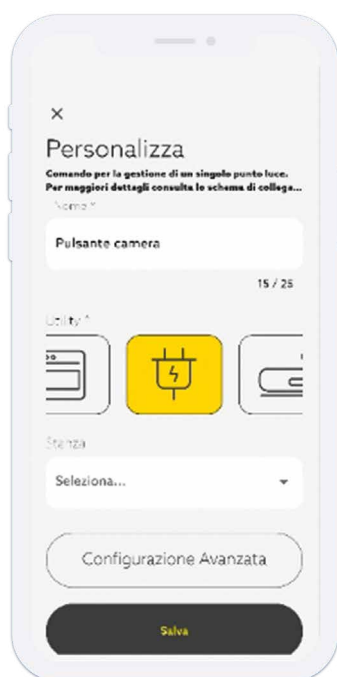 Personalizza
Comando per la gestione di un singolo punto luce.
Per maggiori dettagli consulta lo schema di collega...
Nome *
Pulsante camera
15 / 25
Utility *
Stanza
Seleziona...
Configurazione Avanzata
Salva